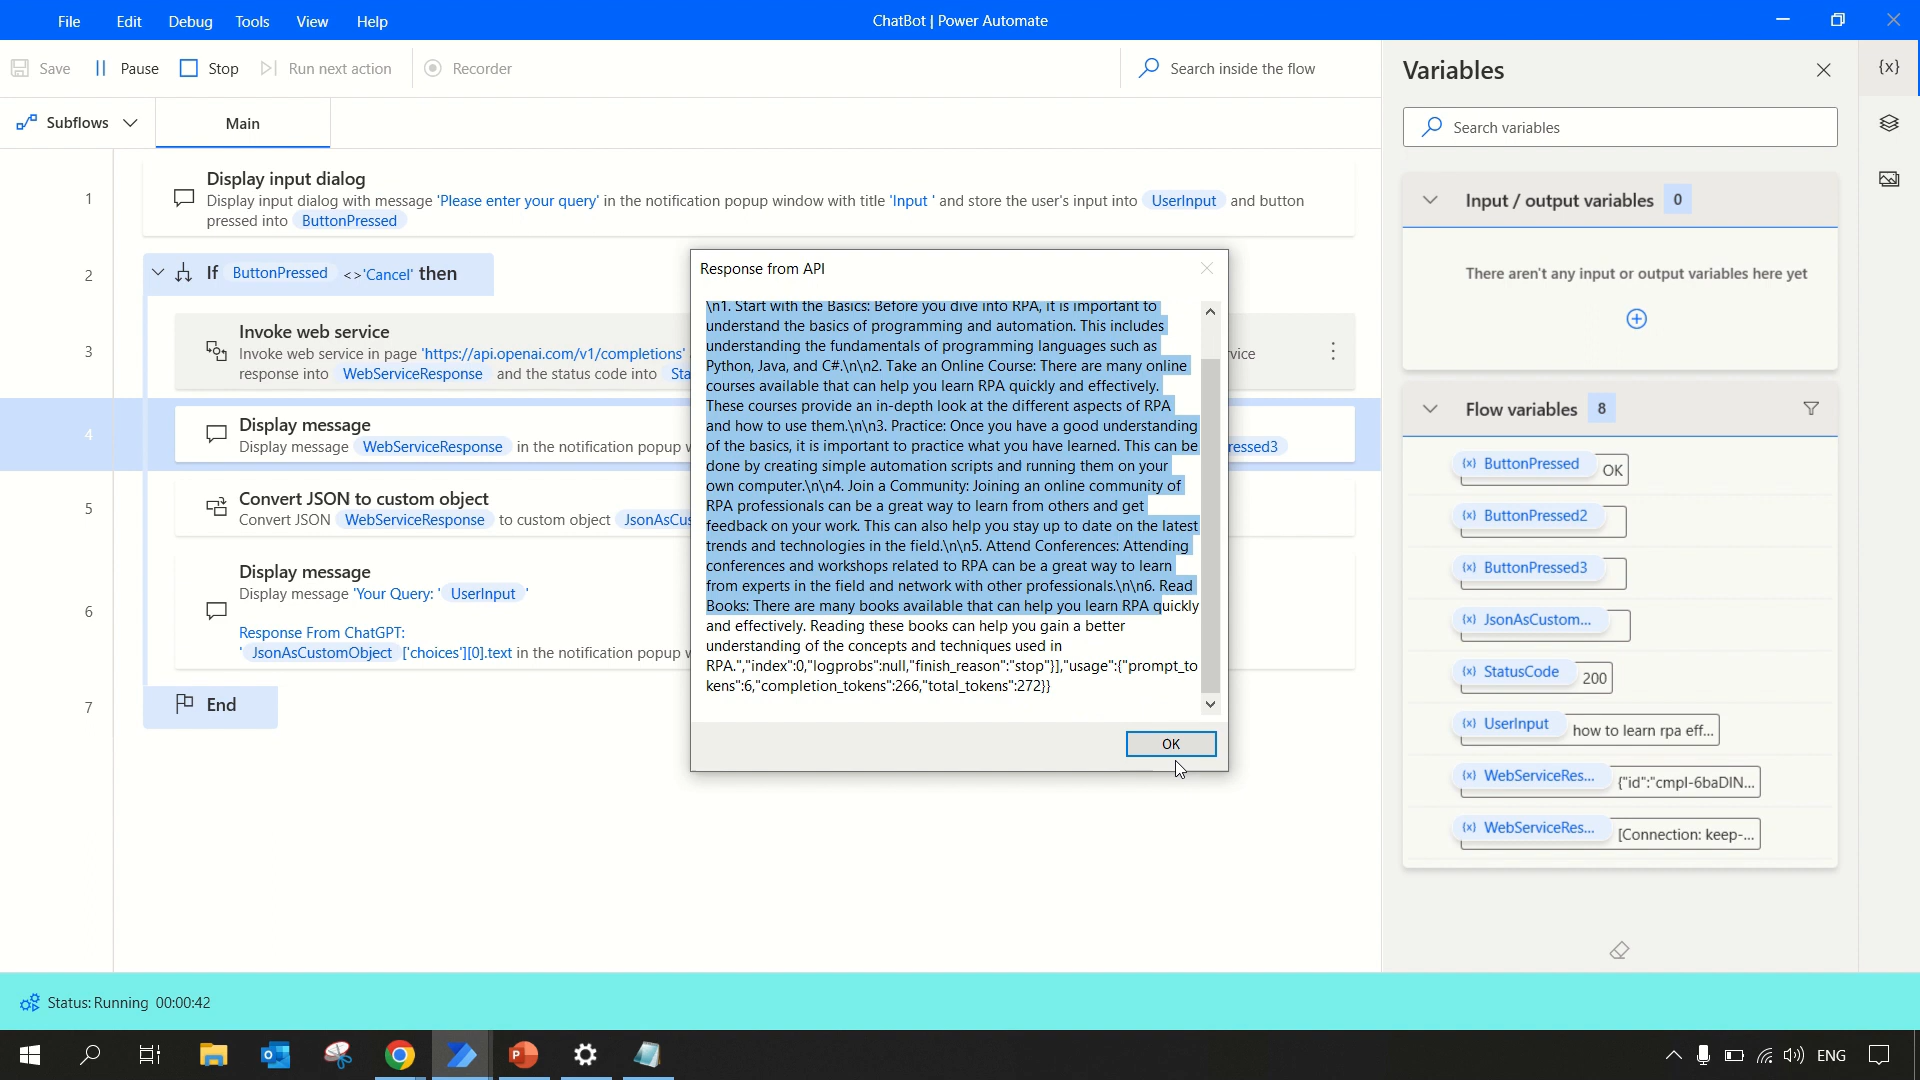 File Edit Debug Tools View Help ChatBot | Power Automate
Save Pause Stop Run next action Recorder Search inside the flow
Subflows Main
1 Display input dialog
Display input dialog with message 'Please enter your query' in the notification popup window with title 'Input ' and store the user's input into UserInput and button
pressed into ButtonPressed
2 If ButtonPressed <>'Cancel' then
3 Invoke web service
Invoke web service in page 'https://api.openai.com/v1/completions' vice
response into WebServiceResponse and the status code into Sta
4 Display message
Display message WebServiceResponse in the notification popup w ressed3
5 Convert JSON to custom object
Convert JSON WebServiceResponse to custom object JsonAsCus
6 Display message
Display message 'Your Query: ' UserInput '
Response From ChatGPT:
' JsonAsCustomObject ['choices'][0].text in the notification popup w
7 End
Response from API
\n1. Start with the Basics: Before you dive into RPA, it is important to
understand the basics of programming and automation. This includes
understanding the fundamentals of programming languages such as
Python, Java, and C#.\n\n2. Take an Online Course: There are many online
courses available that can help you learn RPA quickly and effectively.
These courses provide an in-depth look at the different aspects of RPA
and how to use them.\n\n3. Practice: Once you have a good understanding
of the basics, it is important to practice what you have learned. This can be
done by creating simple automation scripts and running them on your
own computer.\n\n4. Join a Community: Joining an online community of
RPA professionals can be a great way to learn from others and get
feedback on your work. This can also help you stay up to date on the latest
trends and technologies in the field.\n\n5. Attend Conferences: Attending
conferences and workshops related to RPA can be a great way to learn
from experts in the field and network with other professionals.\n\n6. Read
Books: There are many books available that can help you learn RPA quickly
and effectively. Reading these books can help you gain a better
understanding of the concepts and techniques used in
RPA.","index":0,"logprobs":null,"finish_reason":"stop"}],"usage":{"prompt_to
kens":6,"completion_tokens":266,"total_tokens":272}}
OK
Variables
{x}
Search variables
Input / output variables 0
There aren't any input or output variables here yet
Flow variables 8
(x) ButtonPressed OK
(x) ButtonPressed2
(x) ButtonPressed3
(x) JsonAsCustom...
(x) StatusCode 200
(x) UserInput how to learn rpa eff...
(x) WebServiceRes... {"id":"cmpl-6baDIN...
(x) WebServiceRes... [Connection: keep-...
Status: Running 00:00:42
ENG